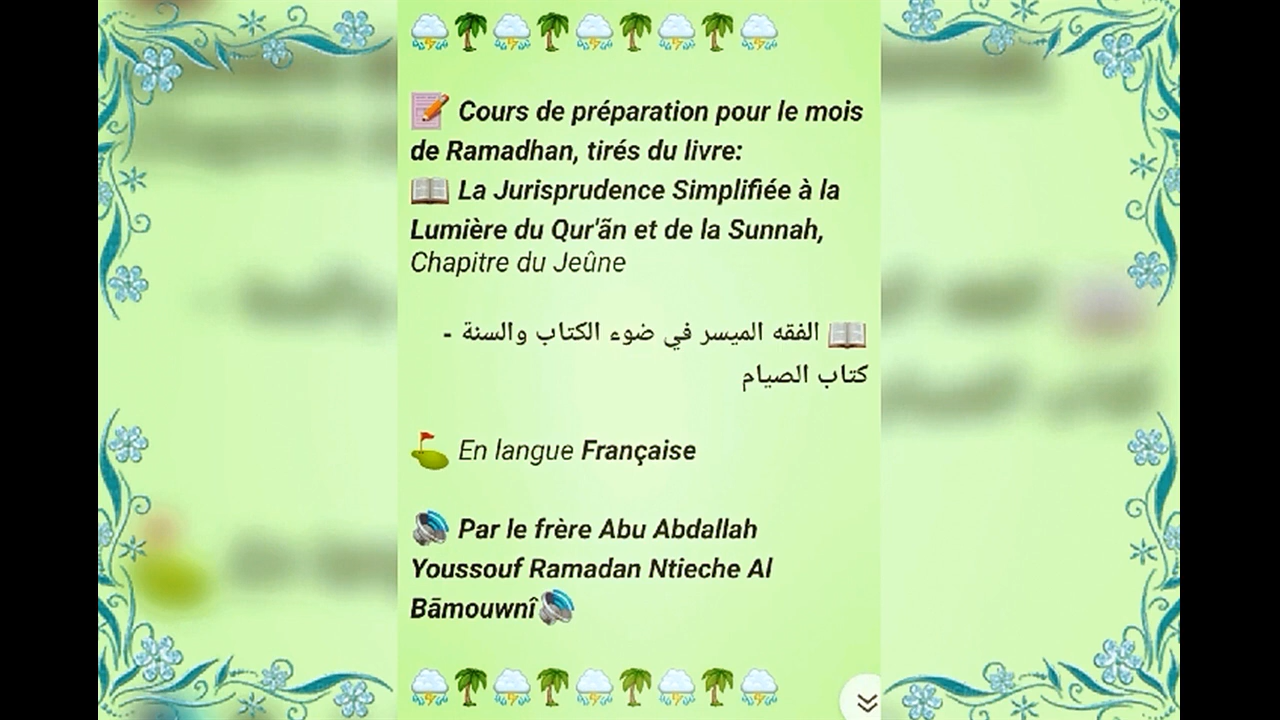 Cours de préparation pour le mois
de Ramadhan, tirés du livre:
La Jurisprudence Simplifiée à la
Lumière du Qur'ãn et de la Sunnah,
Chapitre du Jeûne
الفقه الميسر في ضوء الكتاب والسنة -
كتاب الصيام
En langue Française
Par le frère Abu Abdallah
Youssouf Ramadan Ntieche Al
Bāmouwnî